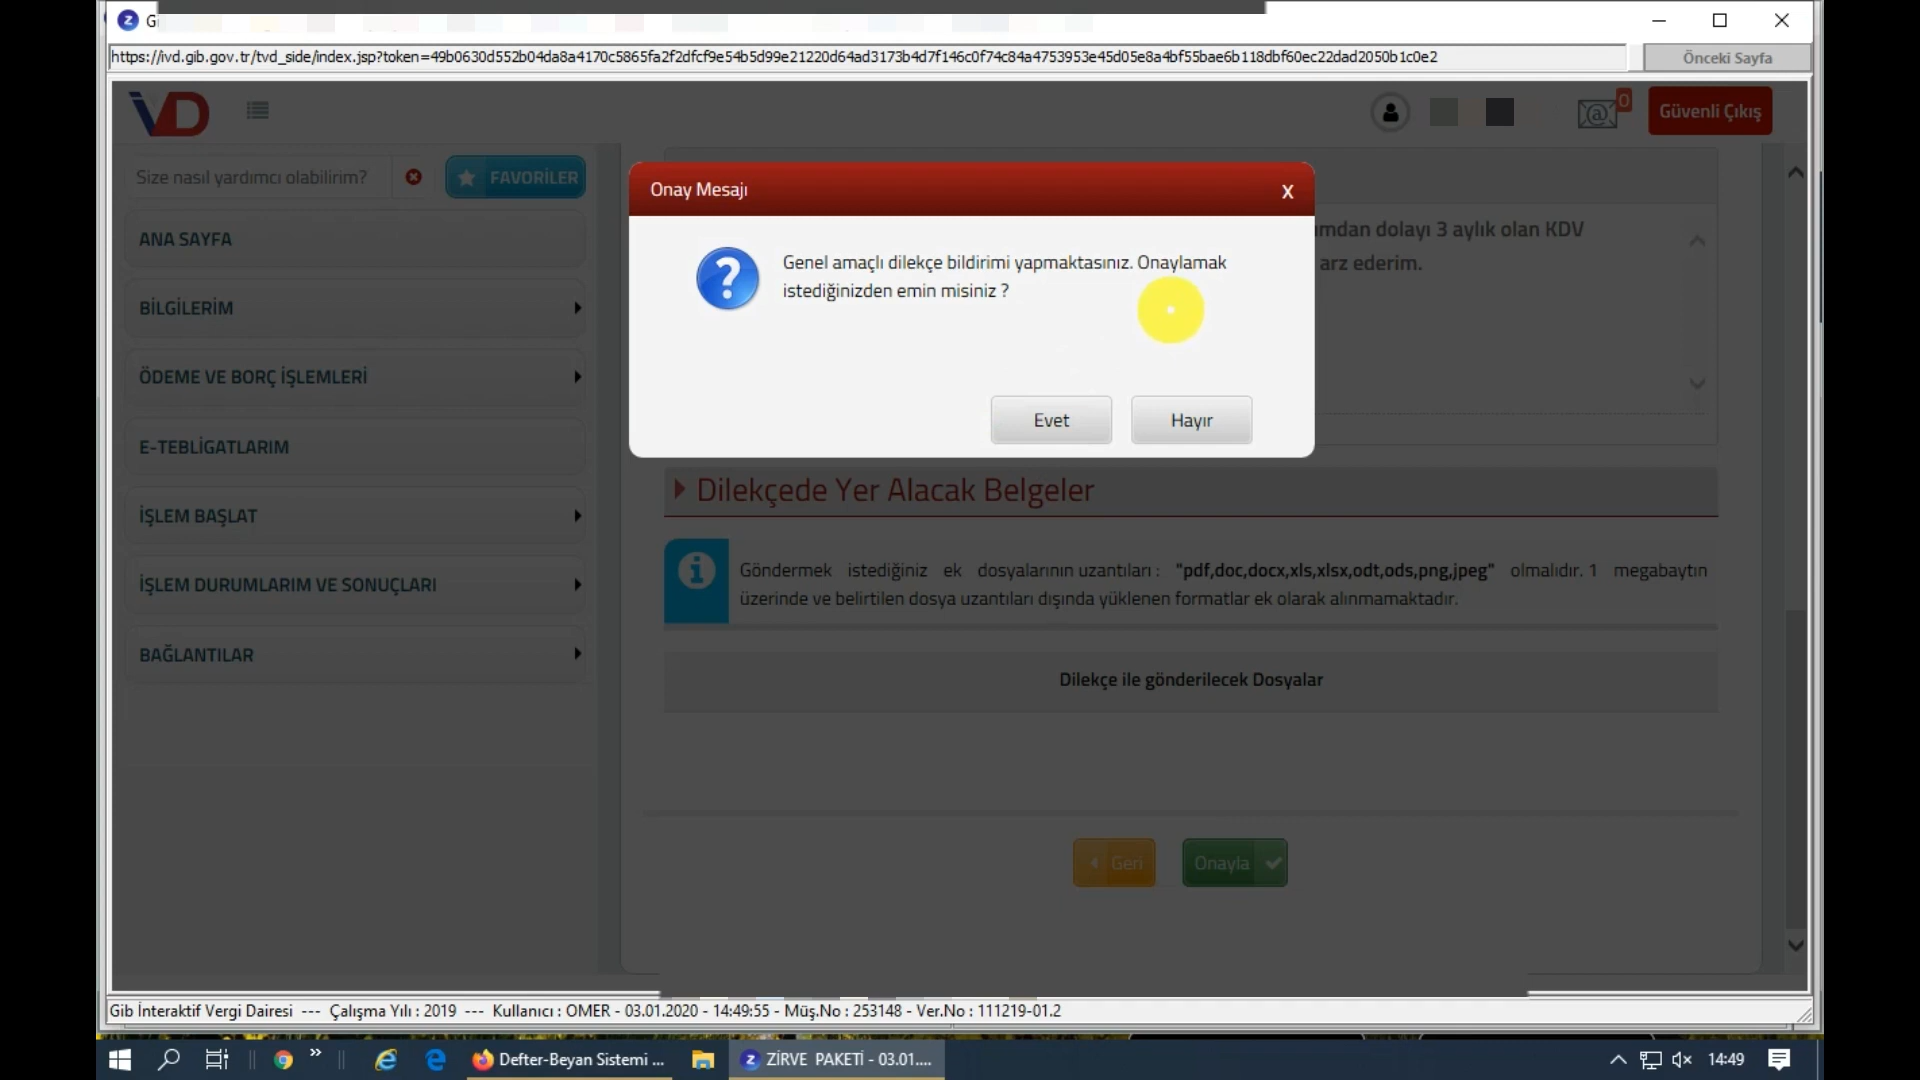 G
https://ivd.gib.gov.tr/tvd_side/index.jsp?token=49b0630d552b04da8a4170c5865fa2f2dfcf9e54b5d99e21220d64ad3173b4d7f146c0f74c84a4753953e45d05e8a4bf55bae6b118dbf60ec22dad2050b1c0e2
Önceki Sayfa
iVD
0
Güvenli Çıkış
Size nasıl yardımcı olabilirim?
FAVORİLER
ANA SAYFA
BİLGİLERİM
ÖDEME VE BORÇ İŞLEMLERİ
E-TEBLİGATLARIM
İŞLEM BAŞLAT
İŞLEM DURUMLARIM VE SONUÇLARI
BAĞLANTILAR
Onay Mesajı
X
Genel amaçlı dilekçe bildirimi yapmaktasınız. Onaylamak
istediğinizden emin misiniz ?
Evet
Hayır
dolayı 3 aylık olan KDV
arz ederim.
Dilekçede Yer Alacak Belgeler
Göndermek istediğiniz ek dosyalarının uzantıları : "pdf,doc,docx,xls,xlsx,odt,ods,png,jpeg" olmalıdır. 1 megabaytın
üzerinde ve belirtilen dosya uzantıları dışında yüklenen formatlar ek olarak alınmamaktadır.
Dilekçe ile gönderilecek Dosyalar
Geri
Onayla
Gib İnteraktif Vergi Dairesi --- Çalışma Yılı : 2019 --- Kullanıcı : OMER - 03.01.2020 - 14:49:55 - Müş.No : 253148 - Ver.No : 111219-01.2
Defter-Beyan Sistemi ...
ZİRVE PAKETİ - 03.01....
14:49